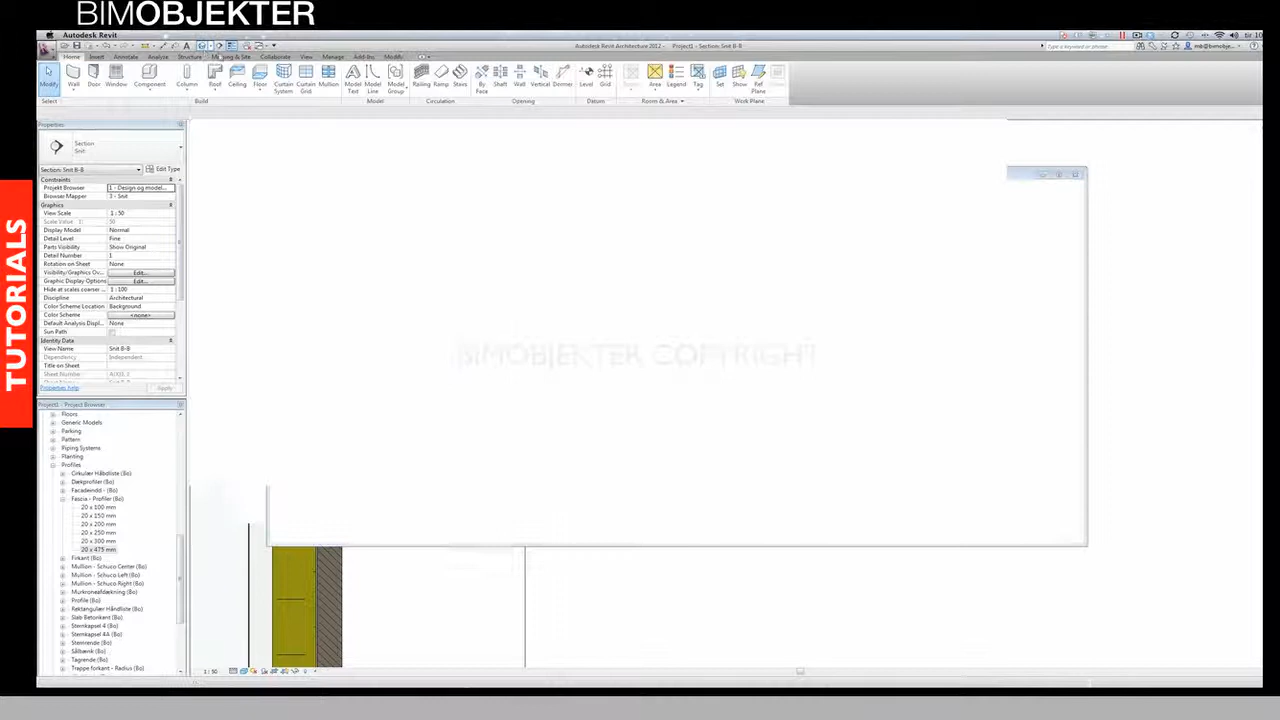 BIMOBJEKTER
TUTORIALS
Autodesk Revit
Autodesk Revit Architecture 2012 - Project1 - Section: Snit B-B
Type a keyword or phrase
Home Insert Annotate Analyze Structure Massing & Site Collaborate View Manage Add-Ins Modify
Modify Wall Door Window Component Column Roof Ceiling Floor Curtain System Curtain Grid Mullion Model Text Model Line Model Group Railing Ramp Stairs By Face Shaft Wall Vertical Dormer Level Grid Area Legend Tag Set Show Ref Plane
Select Build Model Circulation Opening Datum Room & Area Work Plane
Properties
Section
Snit
Section: Snit B-B Edit Type
Constraints
Projekt Browser 1 - Design og model...
Browser Mapper 3 - Snit
Graphics
View Scale 1 : 50
Scale Value 1: 50
Display Model Normal
Detail Level Fine
Parts Visibility Show Original
Detail Number 1
Rotation on Sheet None
Visibility/Graphics Ov... Edit...
Graphic Display Options Edit...
Hide at scales coarser ... 1 : 100
Discipline Architectural
Color Scheme Location Background
Color Scheme <none>
Default Analysis Displ... None
Sun Path
Identity Data
View Name Snit B-B
Dependency Independent
Title on Sheet
Sheet Number
Properties help Apply
Project1 - Project Browser
Floors
Generic Models
Parking
Pattern
Piping Systems
Planting
Profiles
Cirkulær Håndliste (Bo)
Dækprofiler (Bo)
Facadeindd - (Bo)
Fascia - Profiler (Bo)
20 x 100 mm
20 x 150 mm
20 x 200 mm
20 x 250 mm
20 x 300 mm
20 x 475 mm
Firkant (Bo)
Mullion - Schuco Center (Bo)
Mullion - Schuco Left (Bo)
Mullion - Schuco Right (Bo)
Murkroneafdækning (Bo)
Profile (Bo)
Rektangulær Håndliste (Bo)
Slab Betonkant (Bo)
Sternkapsel 4 (Bo)
Sternkapsel 4A (Bo)
Sternrende (Bo)
Sålbænk (Bo)
Tagrende (Bo)
Trappe forkant - Radius (Bo)
BIMOBJEKTER COPYRIGHT
1 : 50